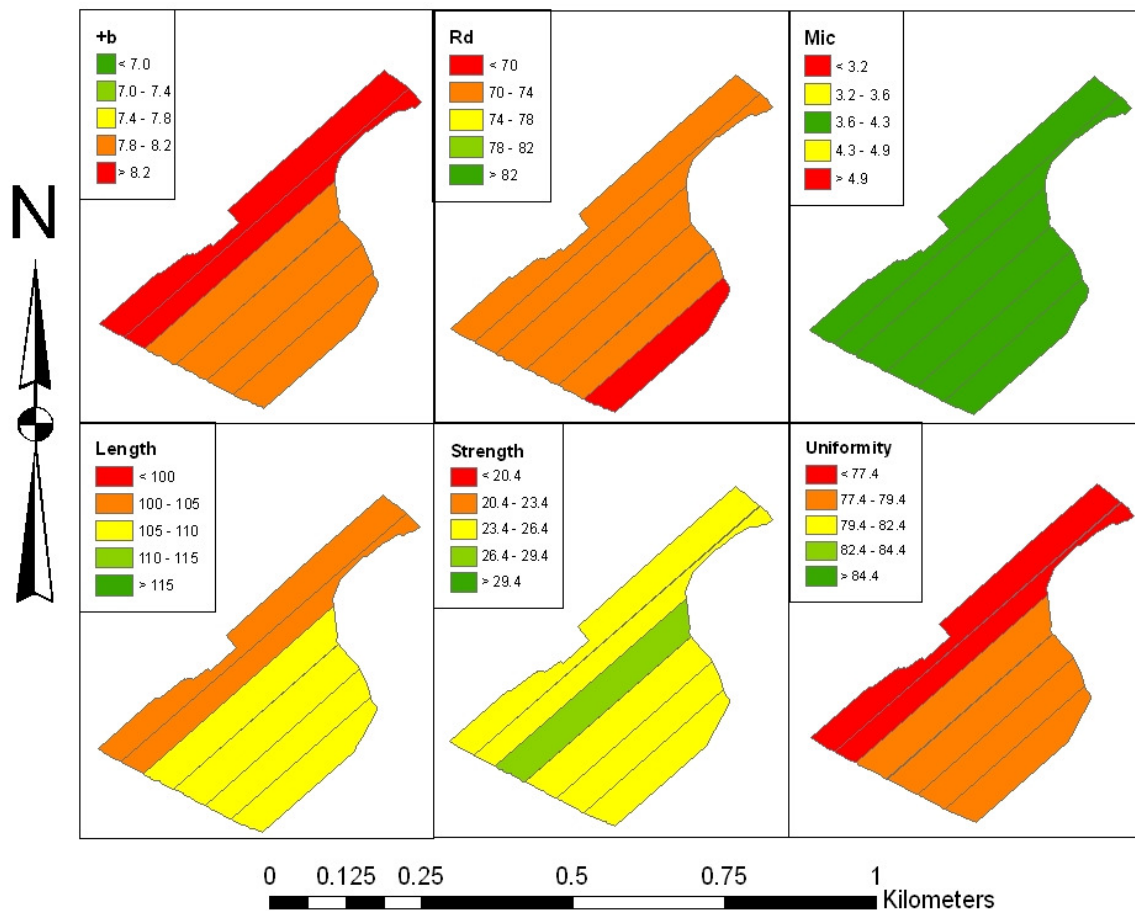 +b
< 7.0
7.0 - 7.4
7.4 - 7.8
7.8 - 8.2
> 8.2
Rd
< 70
70 - 74
74 - 78
78 - 82
> 82
Mic
< 3.2
3.2 - 3.6
3.6 - 4.3
4.3 - 4.9
> 4.9
N
Length
< 100
100 - 105
105 - 110
110 - 115
> 115
Strength
< 20.4
20.4 - 23.4
23.4 - 26.4
26.4 - 29.4
> 29.4
Uniformity
< 77.4
77.4 - 79.4
79.4 - 82.4
82.4 - 84.4
> 84.4
0 0.125 0.25 0.5 0.75 1
Kilometers